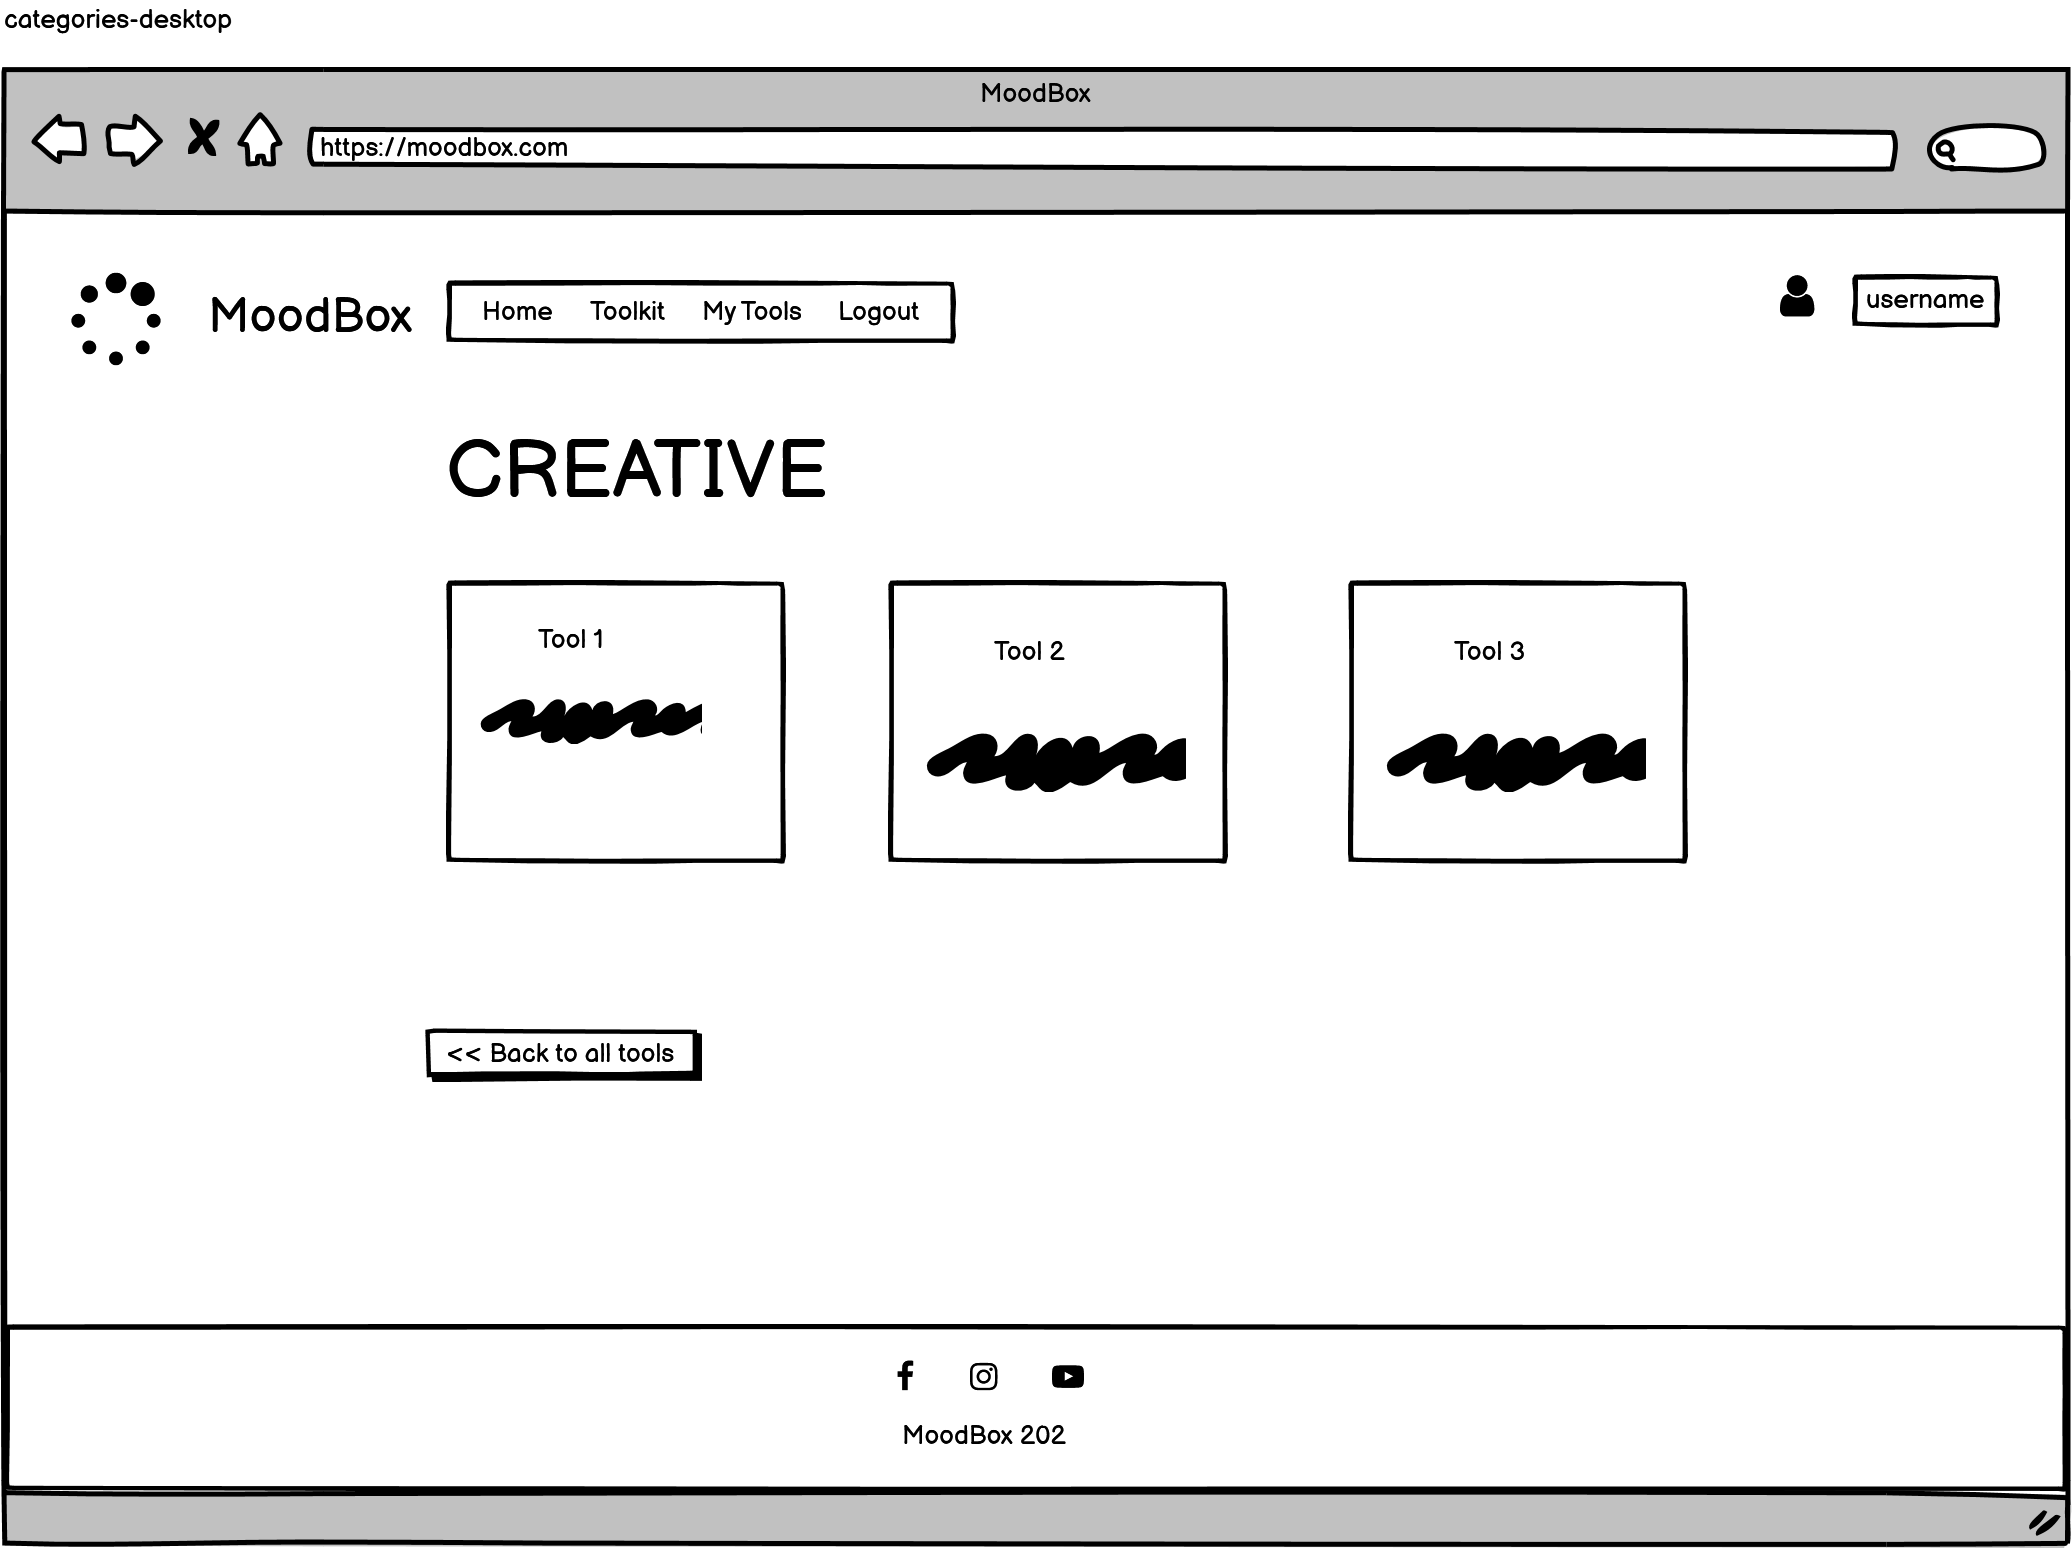 categories-desktop
MoodBox
https://moodbox.com
MoodBox
Home Toolkit My Tools Logout
username
CREATIVE
Tool 1
Tool 2
Tool 3
<< Back to all tools
MoodBox 202